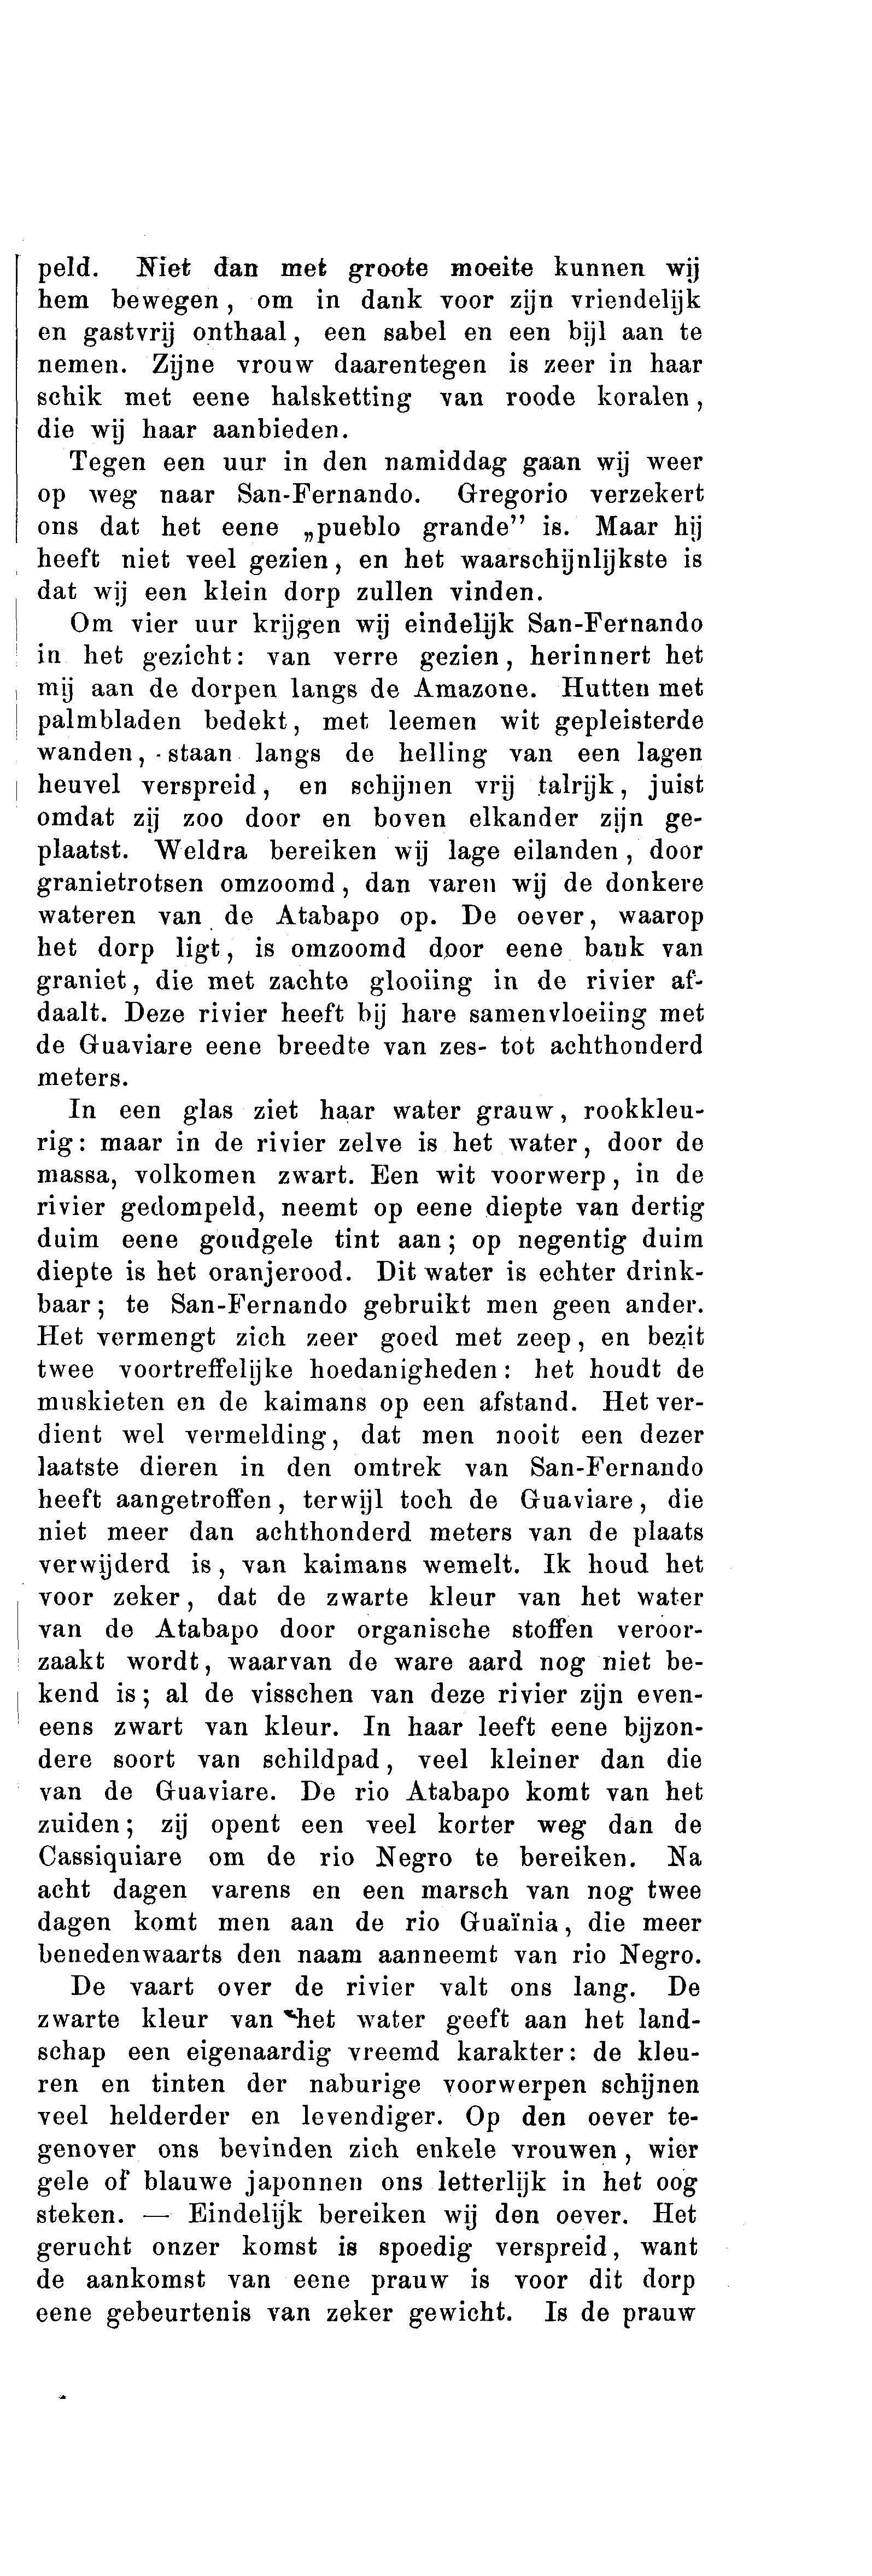 peld. Niet dan met groote moeite kunnen wij
hem bewegen, om in dank voor zijn vriendelijk
en gastvrij onthaal, een sabel en een bijl aan te
nemen. Zijne vrouw daarentegen is zeer in haar
schik met eene halsketting van roode koralen,
die wij haar aanbieden.
Tegen een uur in den namiddag gaan wij weer
op weg naar San-Fernando. Gregorio verzekert
ons dat het eene „pueblo grande” is. Maar hij
heeft niet veel gezien, en het waarschijnlijkste is
dat wij een klein dorp zullen vinden.
Om vier uur krijgen wij eindelijk San-Fernando
in het gezicht: van verre gezien, herinnert het
mij aan de dorpen langs de Amazone. Hutten met
palmbladen bedekt, met leemen wit gepleisterde
wanden, staan langs de helling van een lagen
heuvel verspreid, en schijnen vrij talrijk, juist
omdat zij zoo door en boven elkander zijn ge-
plaatst. Weldra bereiken wij lage eilanden, door
granietrotsen omzoomd, dan varen wij de donkere
wateren van de Atabapo op. De oever, waarop
het dorp ligt, is omzoomd door eene bank van
graniet, die met zachte glooiing in de rivier af-
daalt. Deze rivier heeft bij hare samenvloeiing met
de Guaviare eene breedte van zes- tot achthonderd
meters.
In een glas ziet haar water grauw, rookkleu-
rig: maar in de rivier zelve is het water, door de
massa, volkomen zwart. Een wit voorwerp, in de
rivier gedompeld, neemt op eene diepte van dertig
duim eene goudgele tint aan; op negentig duim
diepte is het oranjerood. Dit water is echter drink-
baar; te San-Fernando gebruikt men geen ander.
Het vermengt zich zeer goed met zeep, en bezit
twee voortreffelijke hoedanigheden: het houdt de
muskieten en de kaimans op een afstand. Het ver-
dient wel vermelding, dat men nooit een dezer
laatste dieren in den omtrek van San-Fernando
heeft aangetroffen, terwijl toch de Guaviare, die
niet meer dan achthonderd meters van de plaats
verwijderd is, van kaimans wemelt. Ik houd het
voor zeker, dat de zwarte kleur van het water
van de Atabapo door organische stoffen veroor-
zaakt wordt, waarvan de ware aard nog niet be-
kend is; al de visschen van deze rivier zijn even-
eens zwart van kleur. In haar leeft eene bijzon-
dere soort van schildpad, veel kleiner dan die
van de Guaviare. De rio Atabapo komt van het
zuiden; zij opent een veel korter weg dan de
Cassiquiare om de rio Negro te bereiken. Na
acht dagen varens en een marsch van nog twee
dagen komt men aan de rio Guaïnia, die meer
benedenwaarts den naam aanneemt van rio Negro.
De vaart over de rivier valt ons lang. De
zwarte kleur van het water geeft aan het land-
schap een eigenaardig vreemd karakter: de kleu-
ren en tinten der naburige voorwerpen schijnen
veel helderder en levendiger. Op den oever te-
genover ons bevinden zich enkele vrouwen, wier
gele of blauwe japonnen ons letterlijk in het oog
steken. — Eindelijk bereiken wij den oever. Het
gerucht onzer komst is spoedig verspreid, want
de aankomst van eene prauw is voor dit dorp
eene gebeurtenis van zeker gewicht. Is de prauw